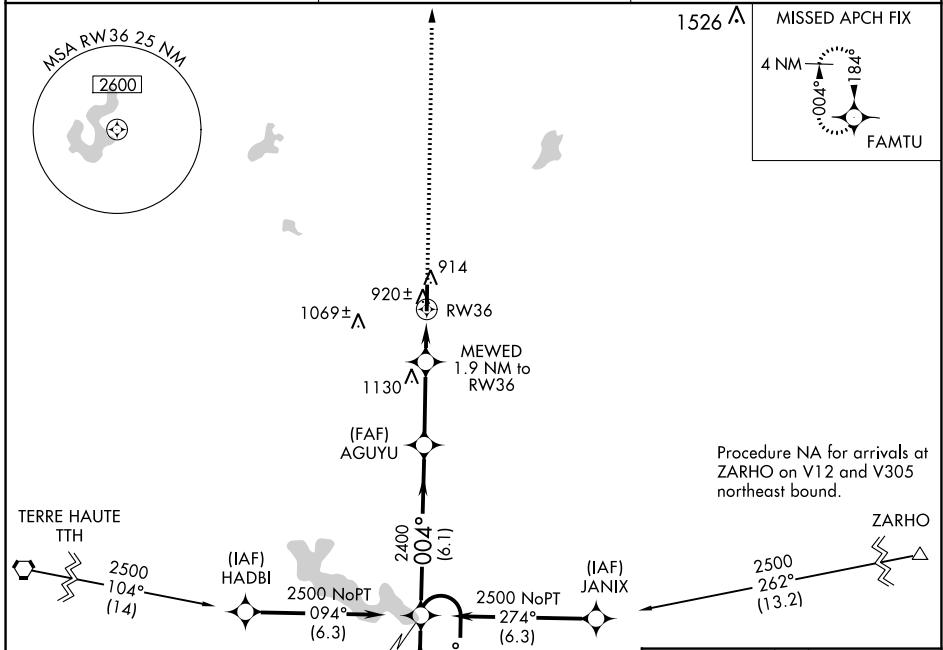 MSA RW36 25 NM
2600
1526
MISSED APCH FIX
4 NM
004°
184°
FAMTU
914
920±
RW36
1069±
MEWED
1.9 NM to
RW36
1130
(FAF)
AGUYU
Procedure NA for arrivals at
ZARHO on V12 and V305
northeast bound.
TERRE HAUTE
TTH
2500
104°
(14)
(IAF)
HADBI
2500 NoPT
094°
(6.3)
2400
004°
(6.1)
2500 NoPT
274°
(6.3)
(IAF)
JANIX
2500
262°
(13.2)
ZARHO